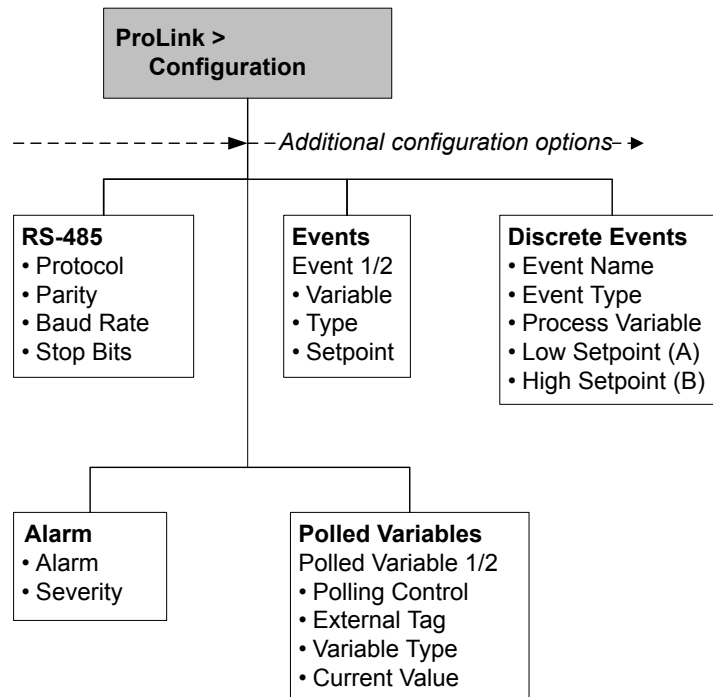 ProLink >
Configuration
Additional configuration options
RS-485
• Protocol
• Parity
• Baud Rate
• Stop Bits
Events
Event 1/2
• Variable
• Type
• Setpoint
Discrete Events
• Event Name
• Event Type
• Process Variable
• Low Setpoint (A)
• High Setpoint (B)
Alarm
• Alarm
• Severity
Polled Variables
Polled Variable 1/2
• Polling Control
• External Tag
• Variable Type
• Current Value